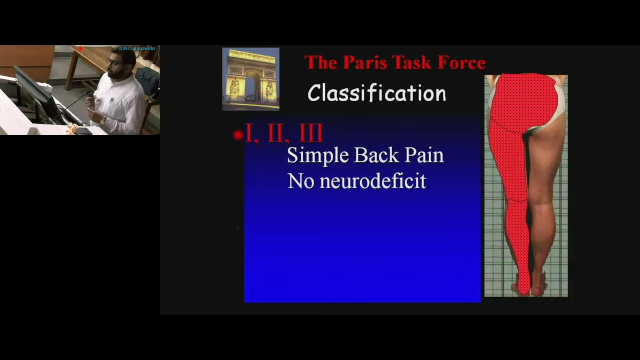 The Paris Task Force
Classification
I, II, III
Simple Back Pain
No neurodeficit